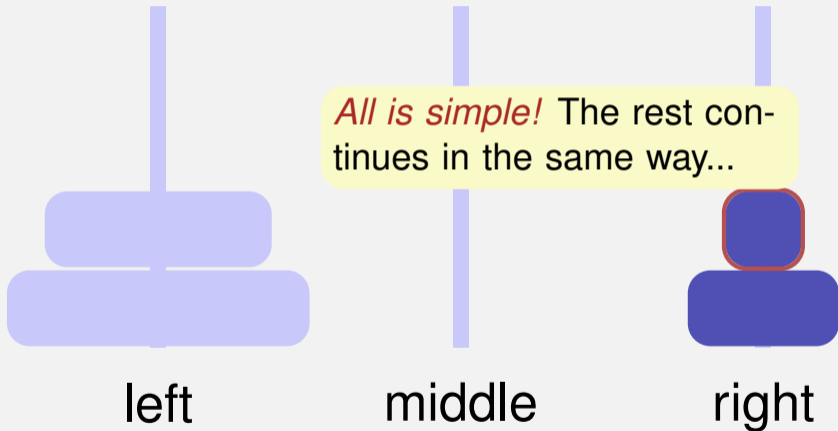 All is simple! The rest con-
tinues in the same way...
left middle right